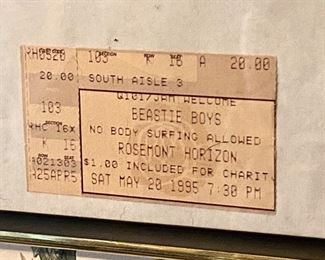 RH0520 103 K 16 A 20.00
SECTION ROW SEAT
20.00 SOUTH AISLE 3
103 Q101/JAM WELCOME
BEASTIE BOYS
RHC 16X NO BODY SURFING ALLOWED
K 16 ROSEMONT HORIZON
$1.00 INCLUDED FOR CHARIT
A25APR5 SAT MAY 20 1995 7:30 PM